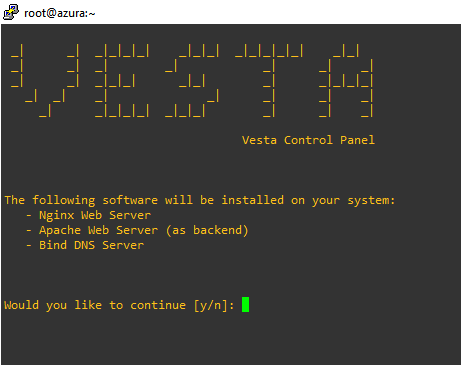 root@azura:~
VESTA
Vesta Control Panel
The following software will be installed on your system:
- Nginx Web Server
- Apache Web Server (as backend)
- Bind DNS Server
Would you like to continue [y/n]: